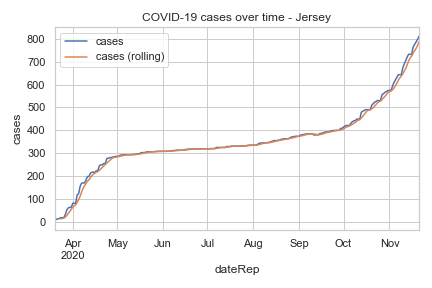 COVID-19 cases over time - Jersey
cases
cases (rolling)
800
700
600
500
400
300
200
100
0
cases
Apr
2020
May
Jun
Jul
Aug
Sep
Oct
Nov
dateRep